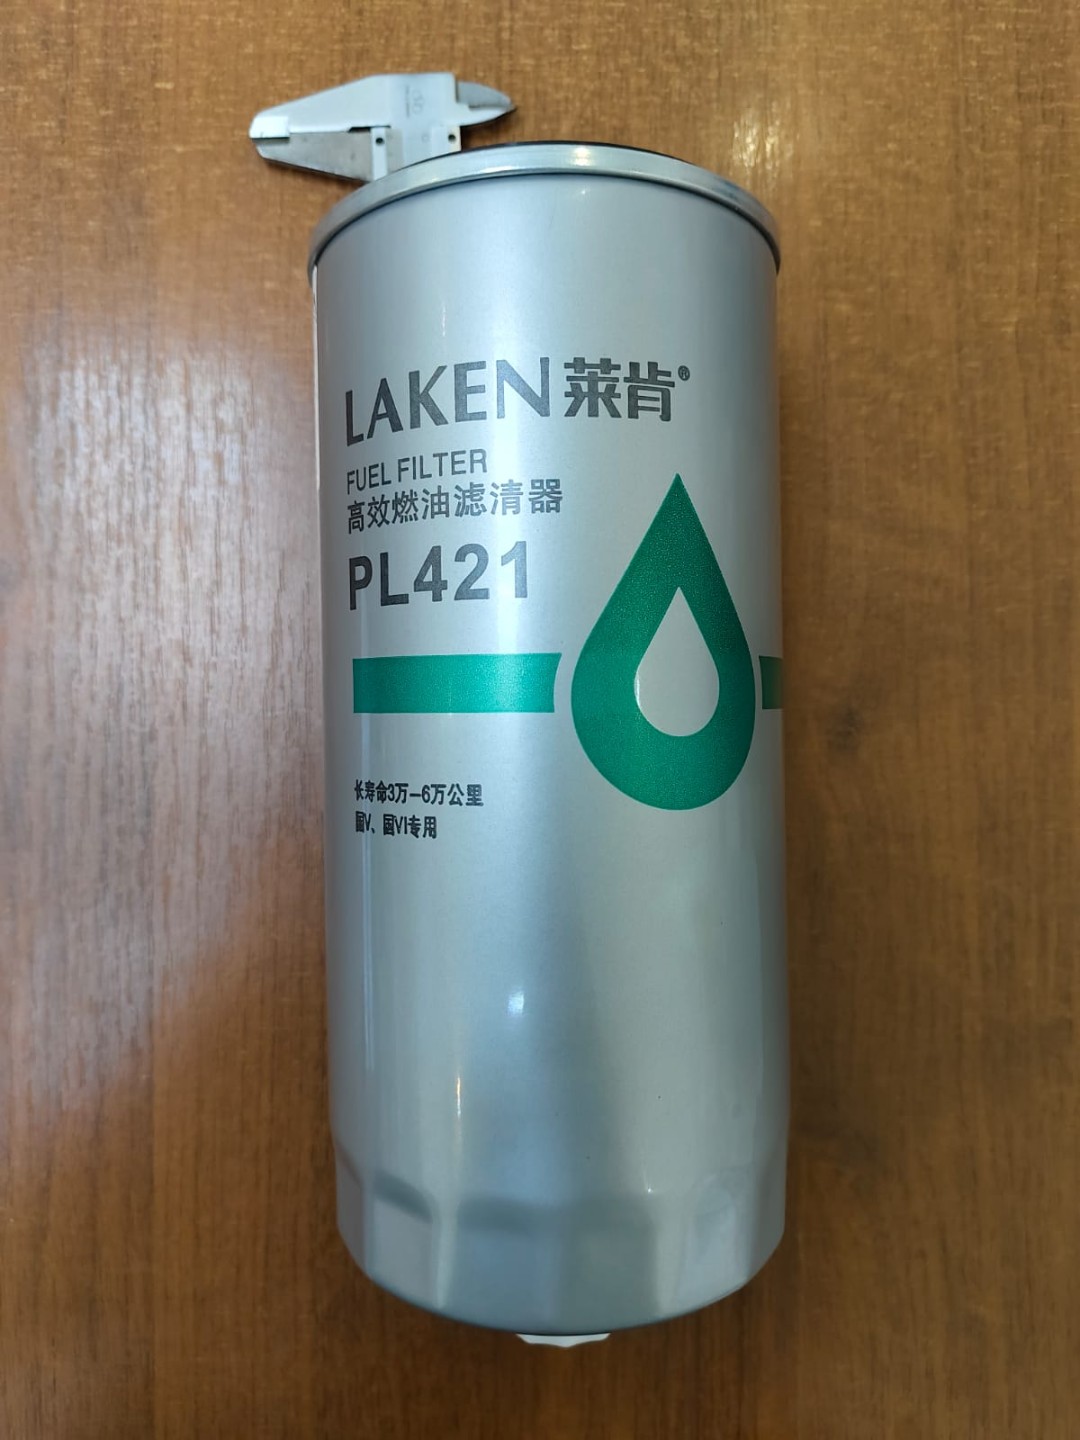 LAKEN莱肯®
FUEL FILTER
高效燃油滤清器
PL421
长寿命3万-6万公里
国V、国VI专用